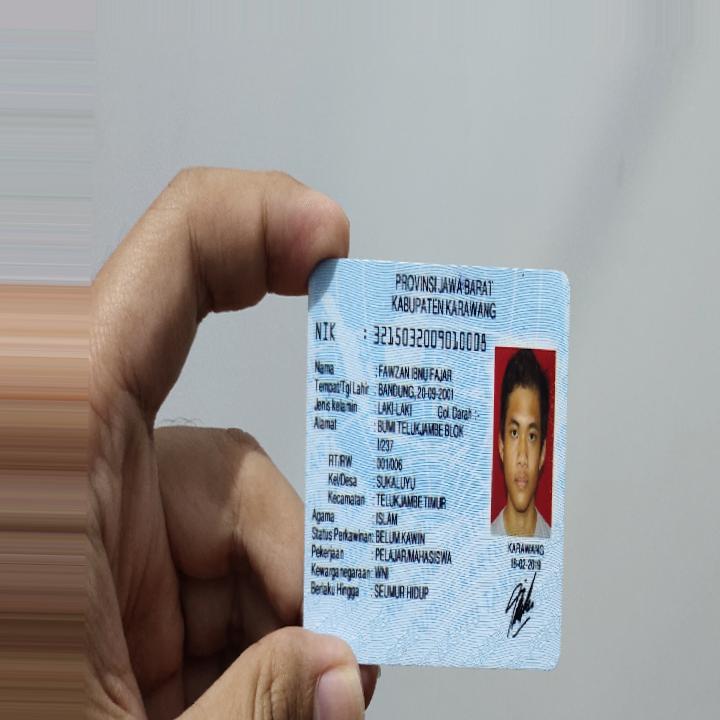 PROVINSI JAWA BARAT
KABUPATEN KARAWANG
NIK : 3215032009010008
Nama : FAWZAN IBNU FAJAR
Tempat/Tgl Lahir : BANDUNG, 20-09-2001
Jenis kelamin : LAKI-LAKI Gol. Darah :-
Alamat : BUMI TELUKJAMBE BLOK
I/237
RT/RW 001/006
Kel/Desa : SUKALUYU
Kecamatan : TELUKJAMBE TIMUR
Agama : ISLAM
Status Perkawinan: BELUM KAWIN
Pekerjaan : PELAJAR/MAHASISWA
Kewarganegaraan: WNI
Berlaku Hingga : SEUMUR HIDUP
KARAWANG
18-02-2019